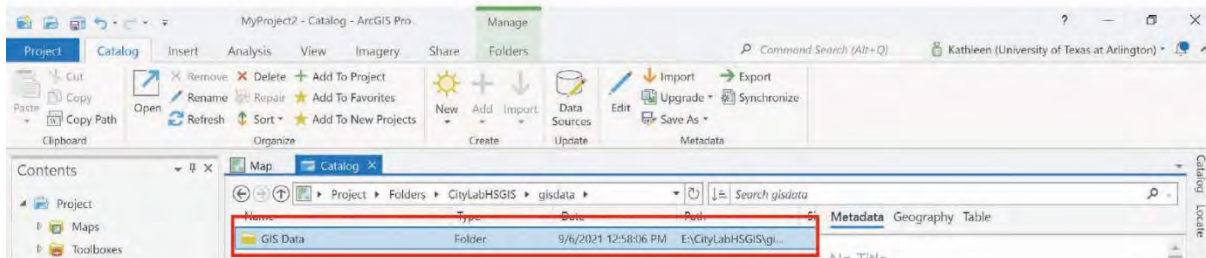 MyProject2 - Catalog - ArcGIS Pro
Manage
?
Project Catalog Insert Analysis View Imagery Share Folders
Command Search (Alt+Q)
Kathleen (University of Texas at Arlington)
Cut
Copy
Paste
Copy Path
Clipboard
Open
Remove Delete Add To Project
Rename Repair Add To Favorites
Refresh Sort Add To New Projects
Organize
New Add Import
Create
Data
Sources
Update
Edit
Import Export
Upgrade Synchronize
Save As
Metadata
Contents
Map Catalog
Catalog
Locate
Project Folders CityLabHSGIS gisdata
Search gisdata
Project
Maps
Toolboxes
Name Type Date Path
Metadata Geography Table
GIS Data Folder 9/6/2021 12:58:06 PM E:\CityLabHSGIS\gi...
No Title